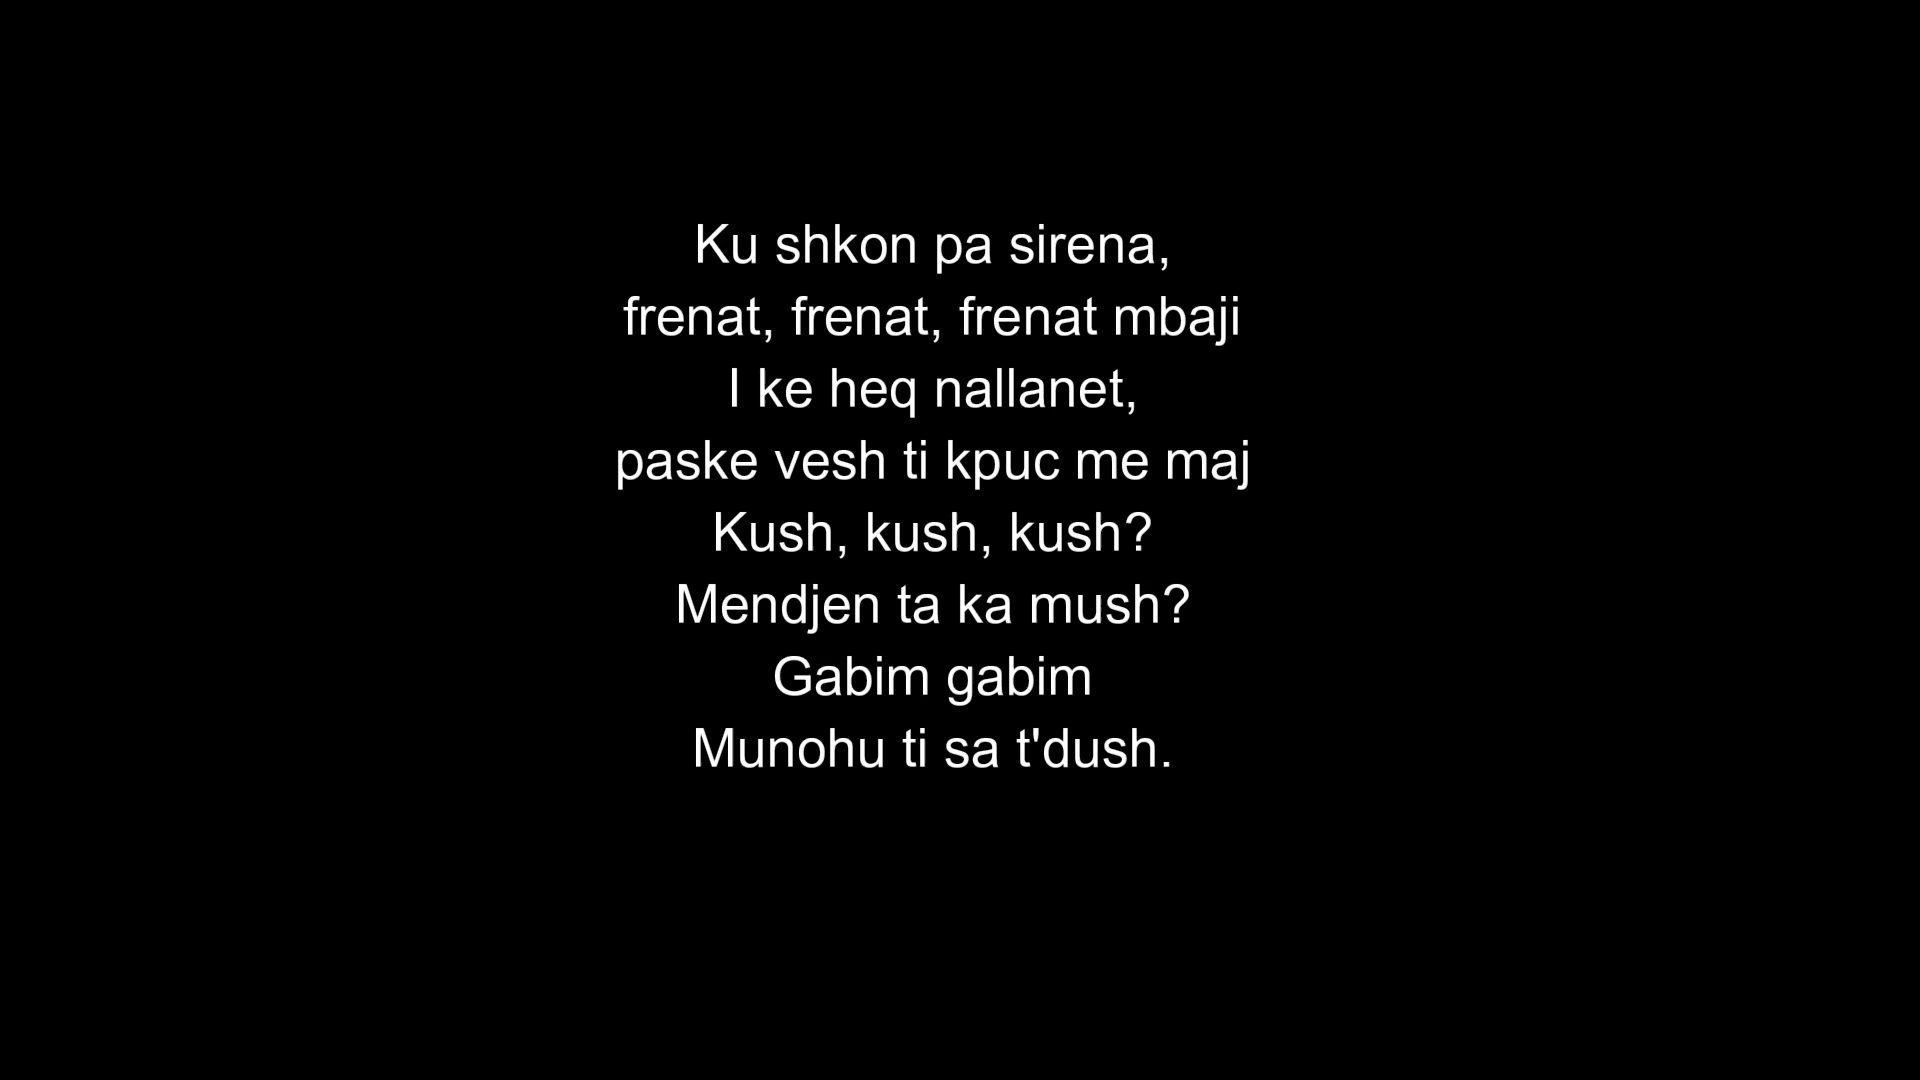 Ku shkon pa sirena,
frenat, frenat, frenat mbaji
I ke heq nallanet,
paske vesh ti kpuc me maj
Kush, kush, kush?
Mendjen ta ka mush?
Gabim gabim
Munohu ti sa t'dush.